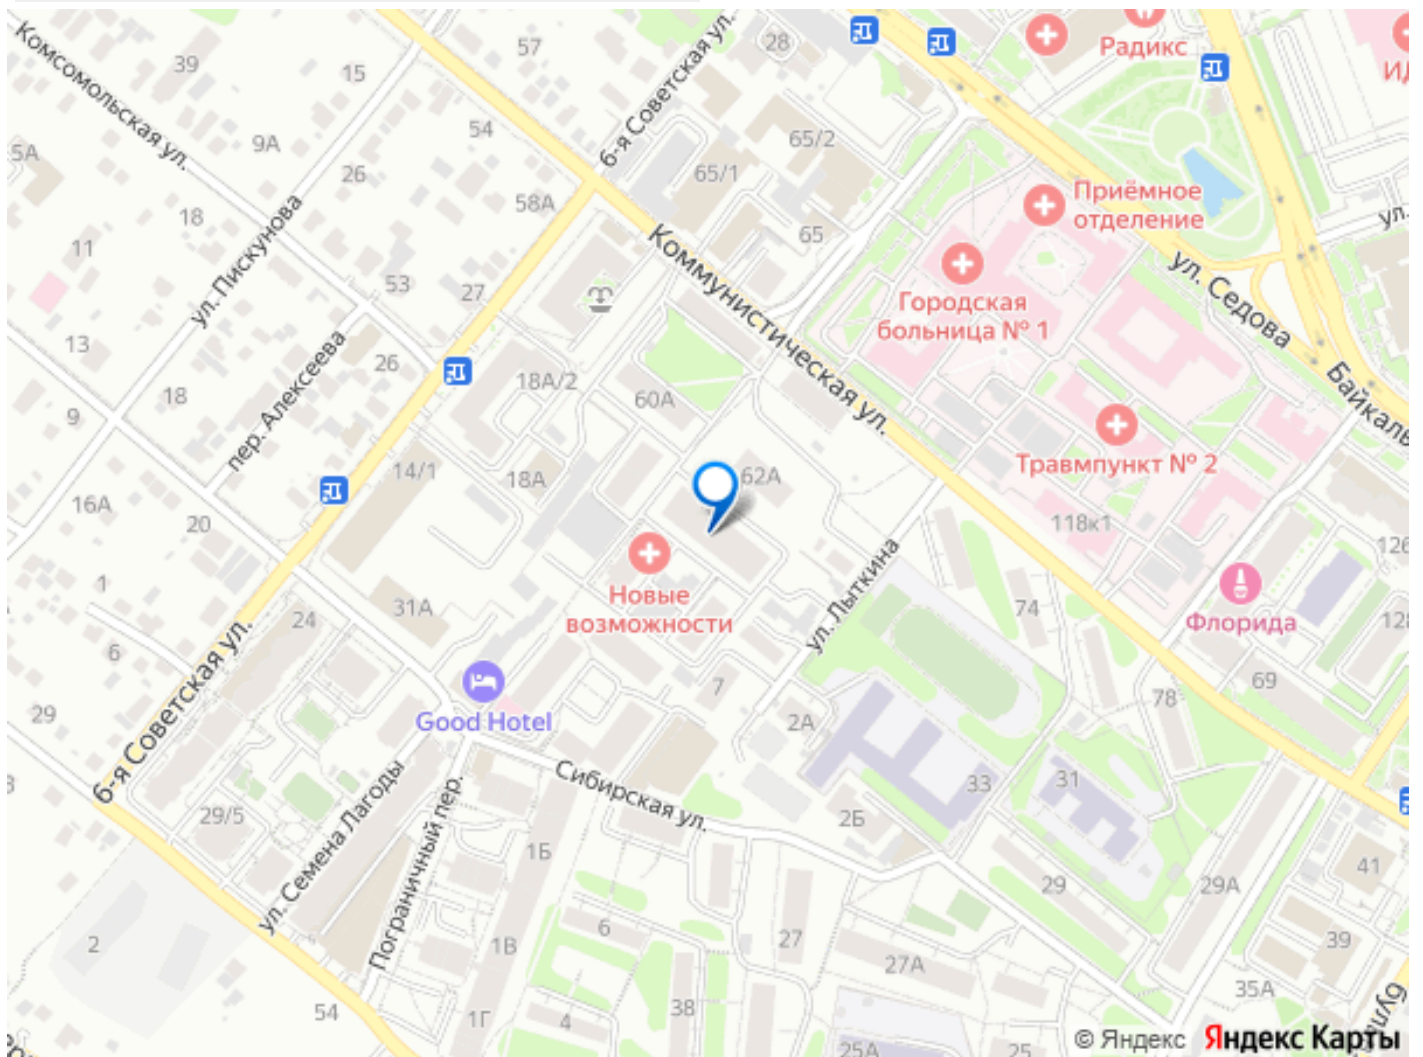 57
28
Радикс
Комсомольская ул.
39
15
6-я Советская ул.
54
65/2
5А
9А
26
65/1
58А
Приёмное
отделение
18
ул. Пискунова
11
65
Коммунистическая ул.
53
27
Городская
больница № 1
ул. Седова
13
пер. Алексеева
26
18А/2
60А
18
9
14/1
18А
62А
Травмпункт № 2
16А
20
118к1
126
1
Новые
возможности
ул. Лыткина
31А
74
Флорида
128
24
6
6-я Советская ул.
7
69
78
29
Good Hotel
2А
Сибирская ул.
33
31
29/5
ул. Семена Лагоды
Пограничный пер.
2Б
1Б
29
29А
41
2
1В
6
27
27А
39
54
1Г
4
38
25А
25
35А
© Яндекс Яндекс Карты